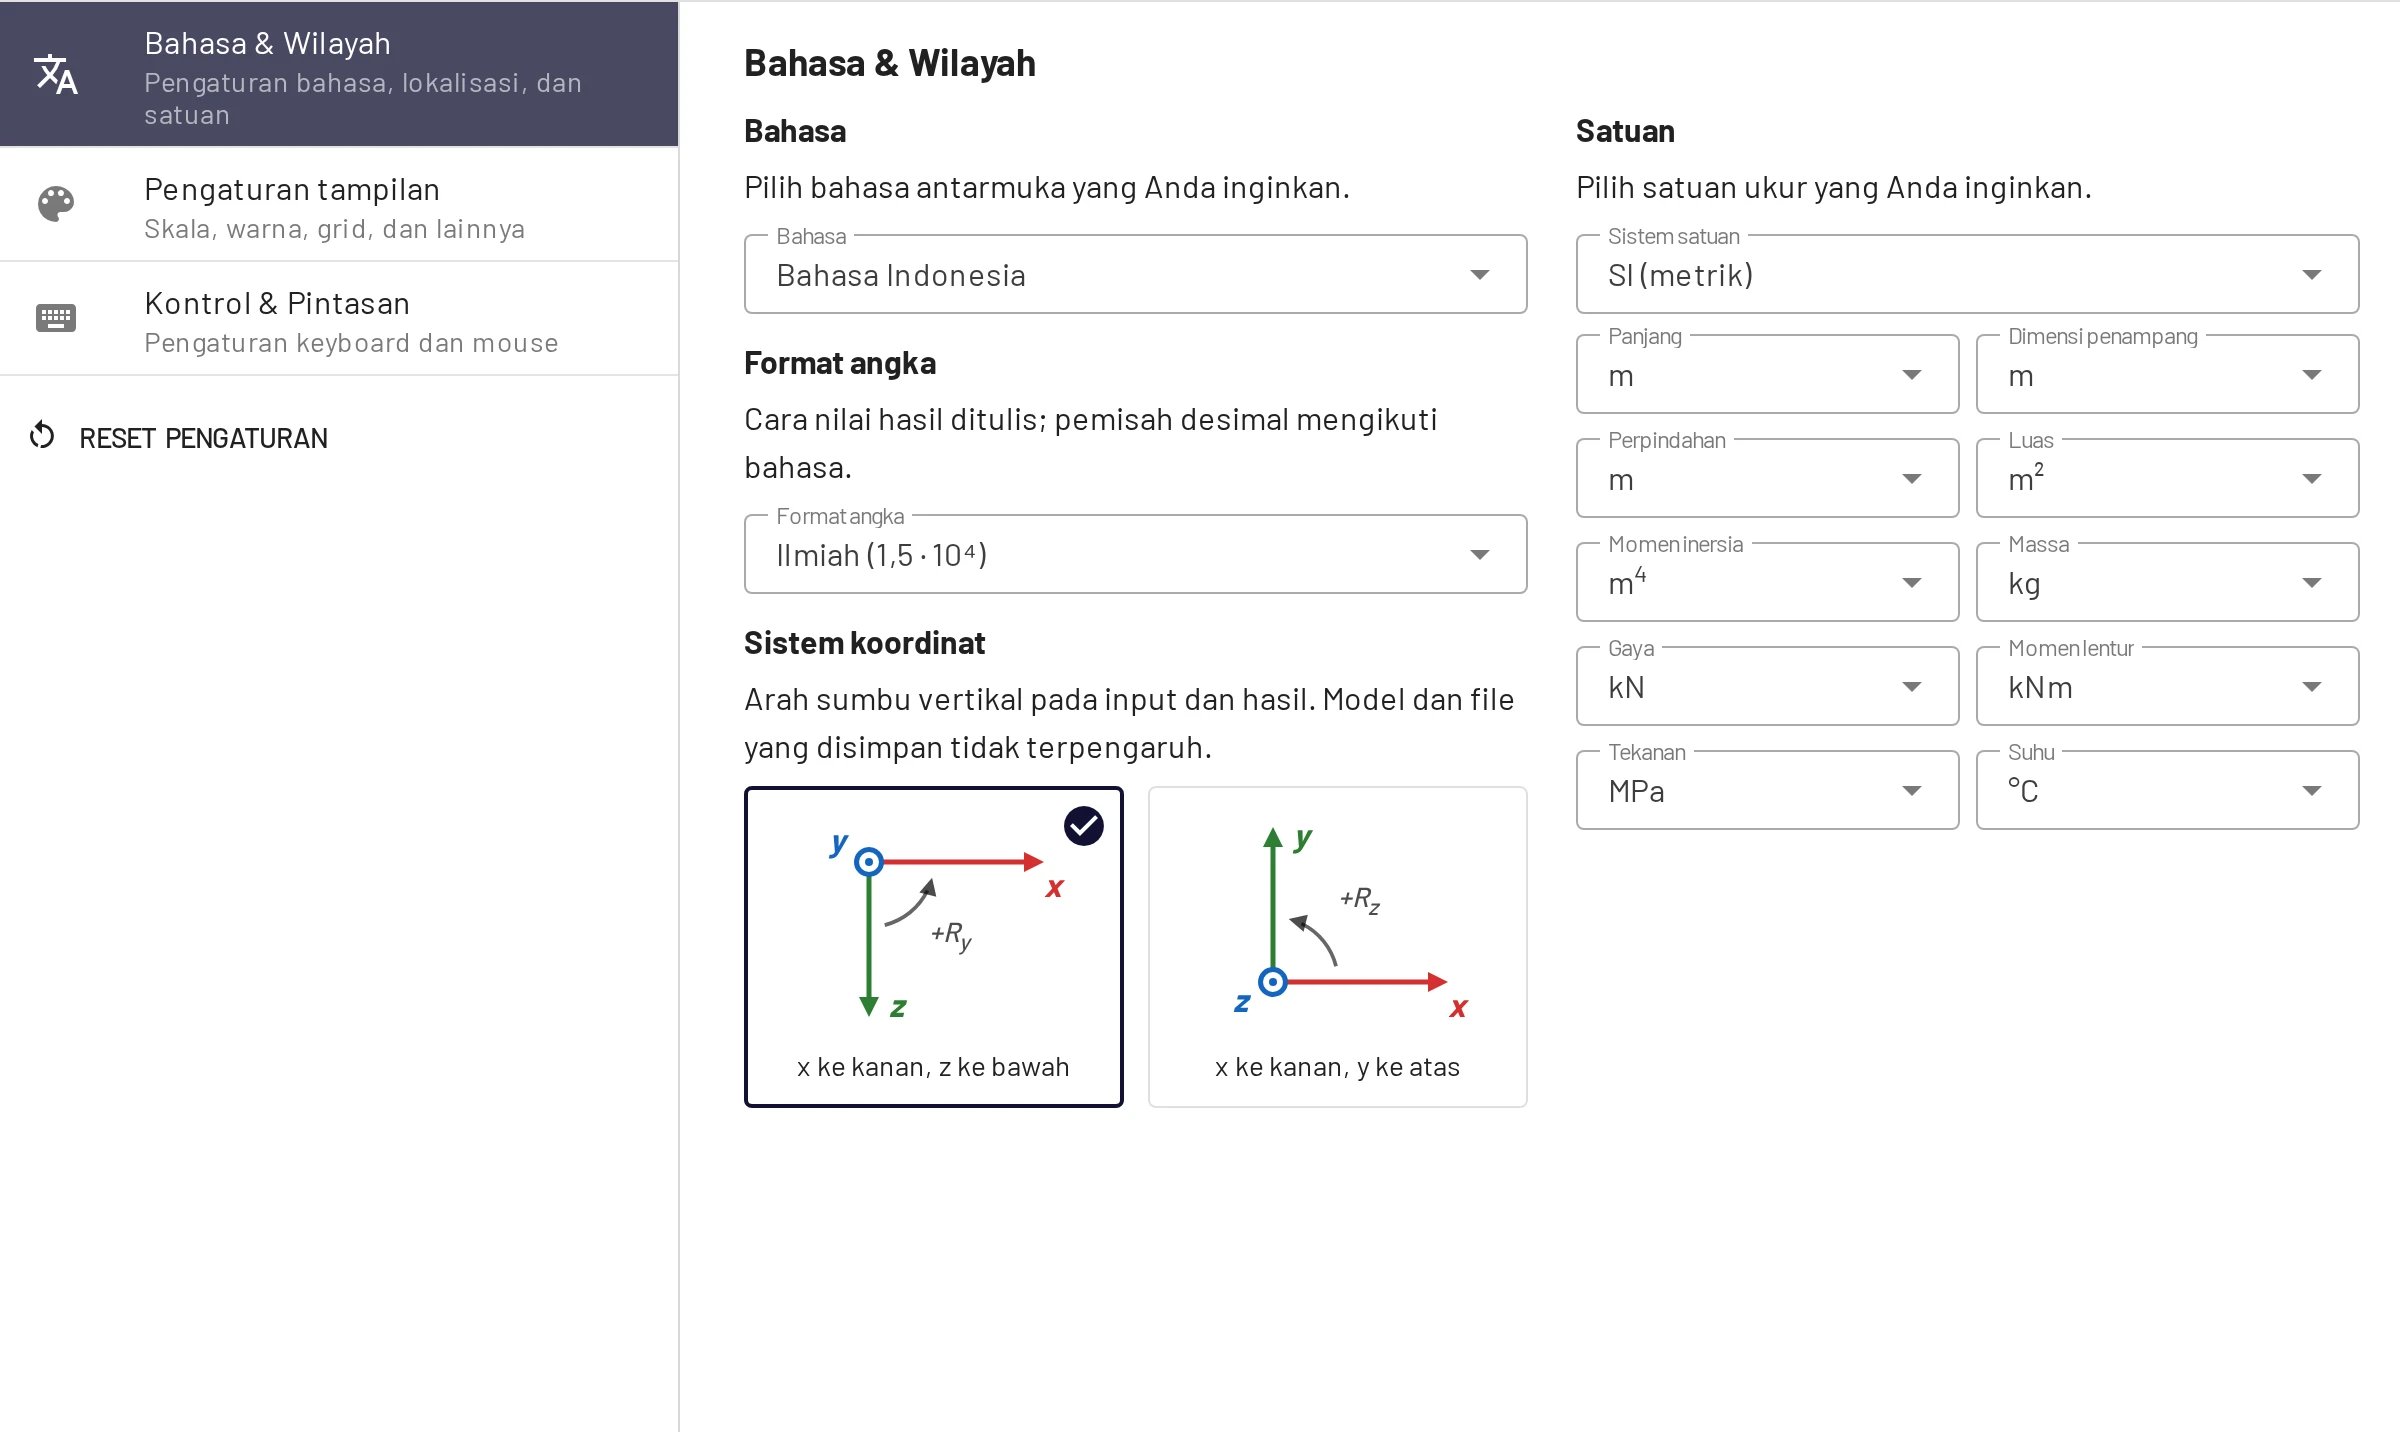 Bahasa & Wilayah
Pengaturan bahasa, lokalisasi, dan
satuan
Pengaturan tampilan
Skala, warna, grid, dan lainnya
Kontrol & Pintasan
Pengaturan keyboard dan mouse
RESET PENGATURAN
Bahasa & Wilayah
Bahasa
Pilih bahasa antarmuka yang Anda inginkan.
Bahasa
Bahasa Indonesia
Format angka
Cara nilai hasil ditulis; pemisah desimal mengikuti
bahasa.
Format angka
Ilmiah (1,5 · 10⁴)
Sistem koordinat
Arah sumbu vertikal pada input dan hasil. Model dan file
yang disimpan tidak terpengaruh.
y
x
+R_y
z
x ke kanan, z ke bawah
y
+R_z
z
x
x ke kanan, y ke atas
Satuan
Pilih satuan ukur yang Anda inginkan.
Sistem satuan
SI (metrik)
Panjang
m
Dimensi penampang
m
Perpindahan
m
Luas
m²
Momen inersia
m⁴
Massa
kg
Gaya
kN
Momen lentur
kNm
Tekanan
MPa
Suhu
°C